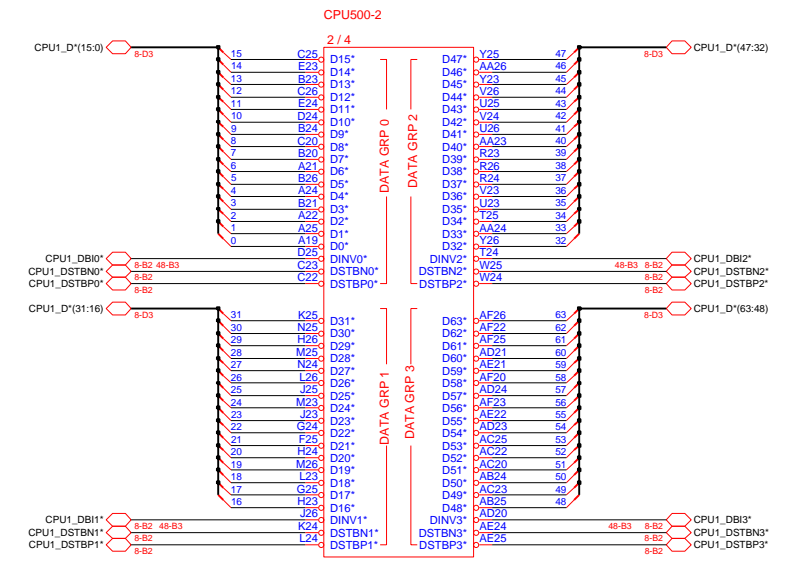 CPU500-2
2 / 4
CPU1_D*(15:0) 8-D3 CPU1_D*(47:32) 8-D3
15 C25 D15* D47* Y25 47
14 E23 D14* D46* AA26 46
13 B23 D13* D45* Y23 45
12 C26 D12* D44* V26 44
11 E24 D11* D43* U25 43
10 D24 D10* D42* V24 42
9 B24 D9* D41* U26 41
8 C20 D8* D40* AA23 40
7 B20 D7* D39* R23 39
6 A21 D6* D38* R26 38
5 B26 D5* D37* R24 37
4 A24 D4* D36* V23 36
3 B21 D3* D35* U23 35
2 A22 D2* D34* T25 34
1 A25 D1* D33* AA24 33
0 A19 D0* D32* Y26 32
DATA GRP 0
DATA GRP 2
CPU1_DBI0* 8-B2 48-B3 D25 DINV0* DINV2* T24 48-B3 8-B2 CPU1_DBI2*
CPU1_DSTBN0* 8-B2 C23 DSTBN0* DSTBN2* W25 8-B2 CPU1_DSTBN2*
CPU1_DSTBP0* 8-B2 C22 DSTBP0* DSTBP2* W24 8-B2 CPU1_DSTBP2*
CPU1_D*(31:16) 8-D3 CPU1_D*(63:48) 8-D3
31 K25 D31* D63* AF26 63
30 N25 D30* D62* AF22 62
29 H26 D29* D61* AF25 61
28 M25 D28* D60* AD21 60
27 N24 D27* D59* AE21 59
26 L26 D26* D58* AF20 58
25 J25 D25* D57* AD24 57
24 M23 D24* D56* AF23 56
23 J23 D23* D55* AE22 55
22 G24 D22* D54* AD23 54
21 F25 D21* D53* AC25 53
20 H24 D20* D52* AC22 52
19 M26 D19* D51* AC20 51
18 L23 D18* D50* AB24 50
17 G25 D17* D49* AC23 49
16 H23 D16* D48* AB25 48
DATA GRP 1
DATA GRP 3
CPU1_DBI1* 8-B2 48-B3 J26 DINV1* DINV3* AD20 48-B3 8-B2 CPU1_DBI3*
CPU1_DSTBN1* 8-B2 K24 DSTBN1* DSTBN3* AE24 8-B2 CPU1_DSTBN3*
CPU1_DSTBP1* 8-B2 L24 DSTBP1* DSTBP3* AE25 8-B2 CPU1_DSTBP3*